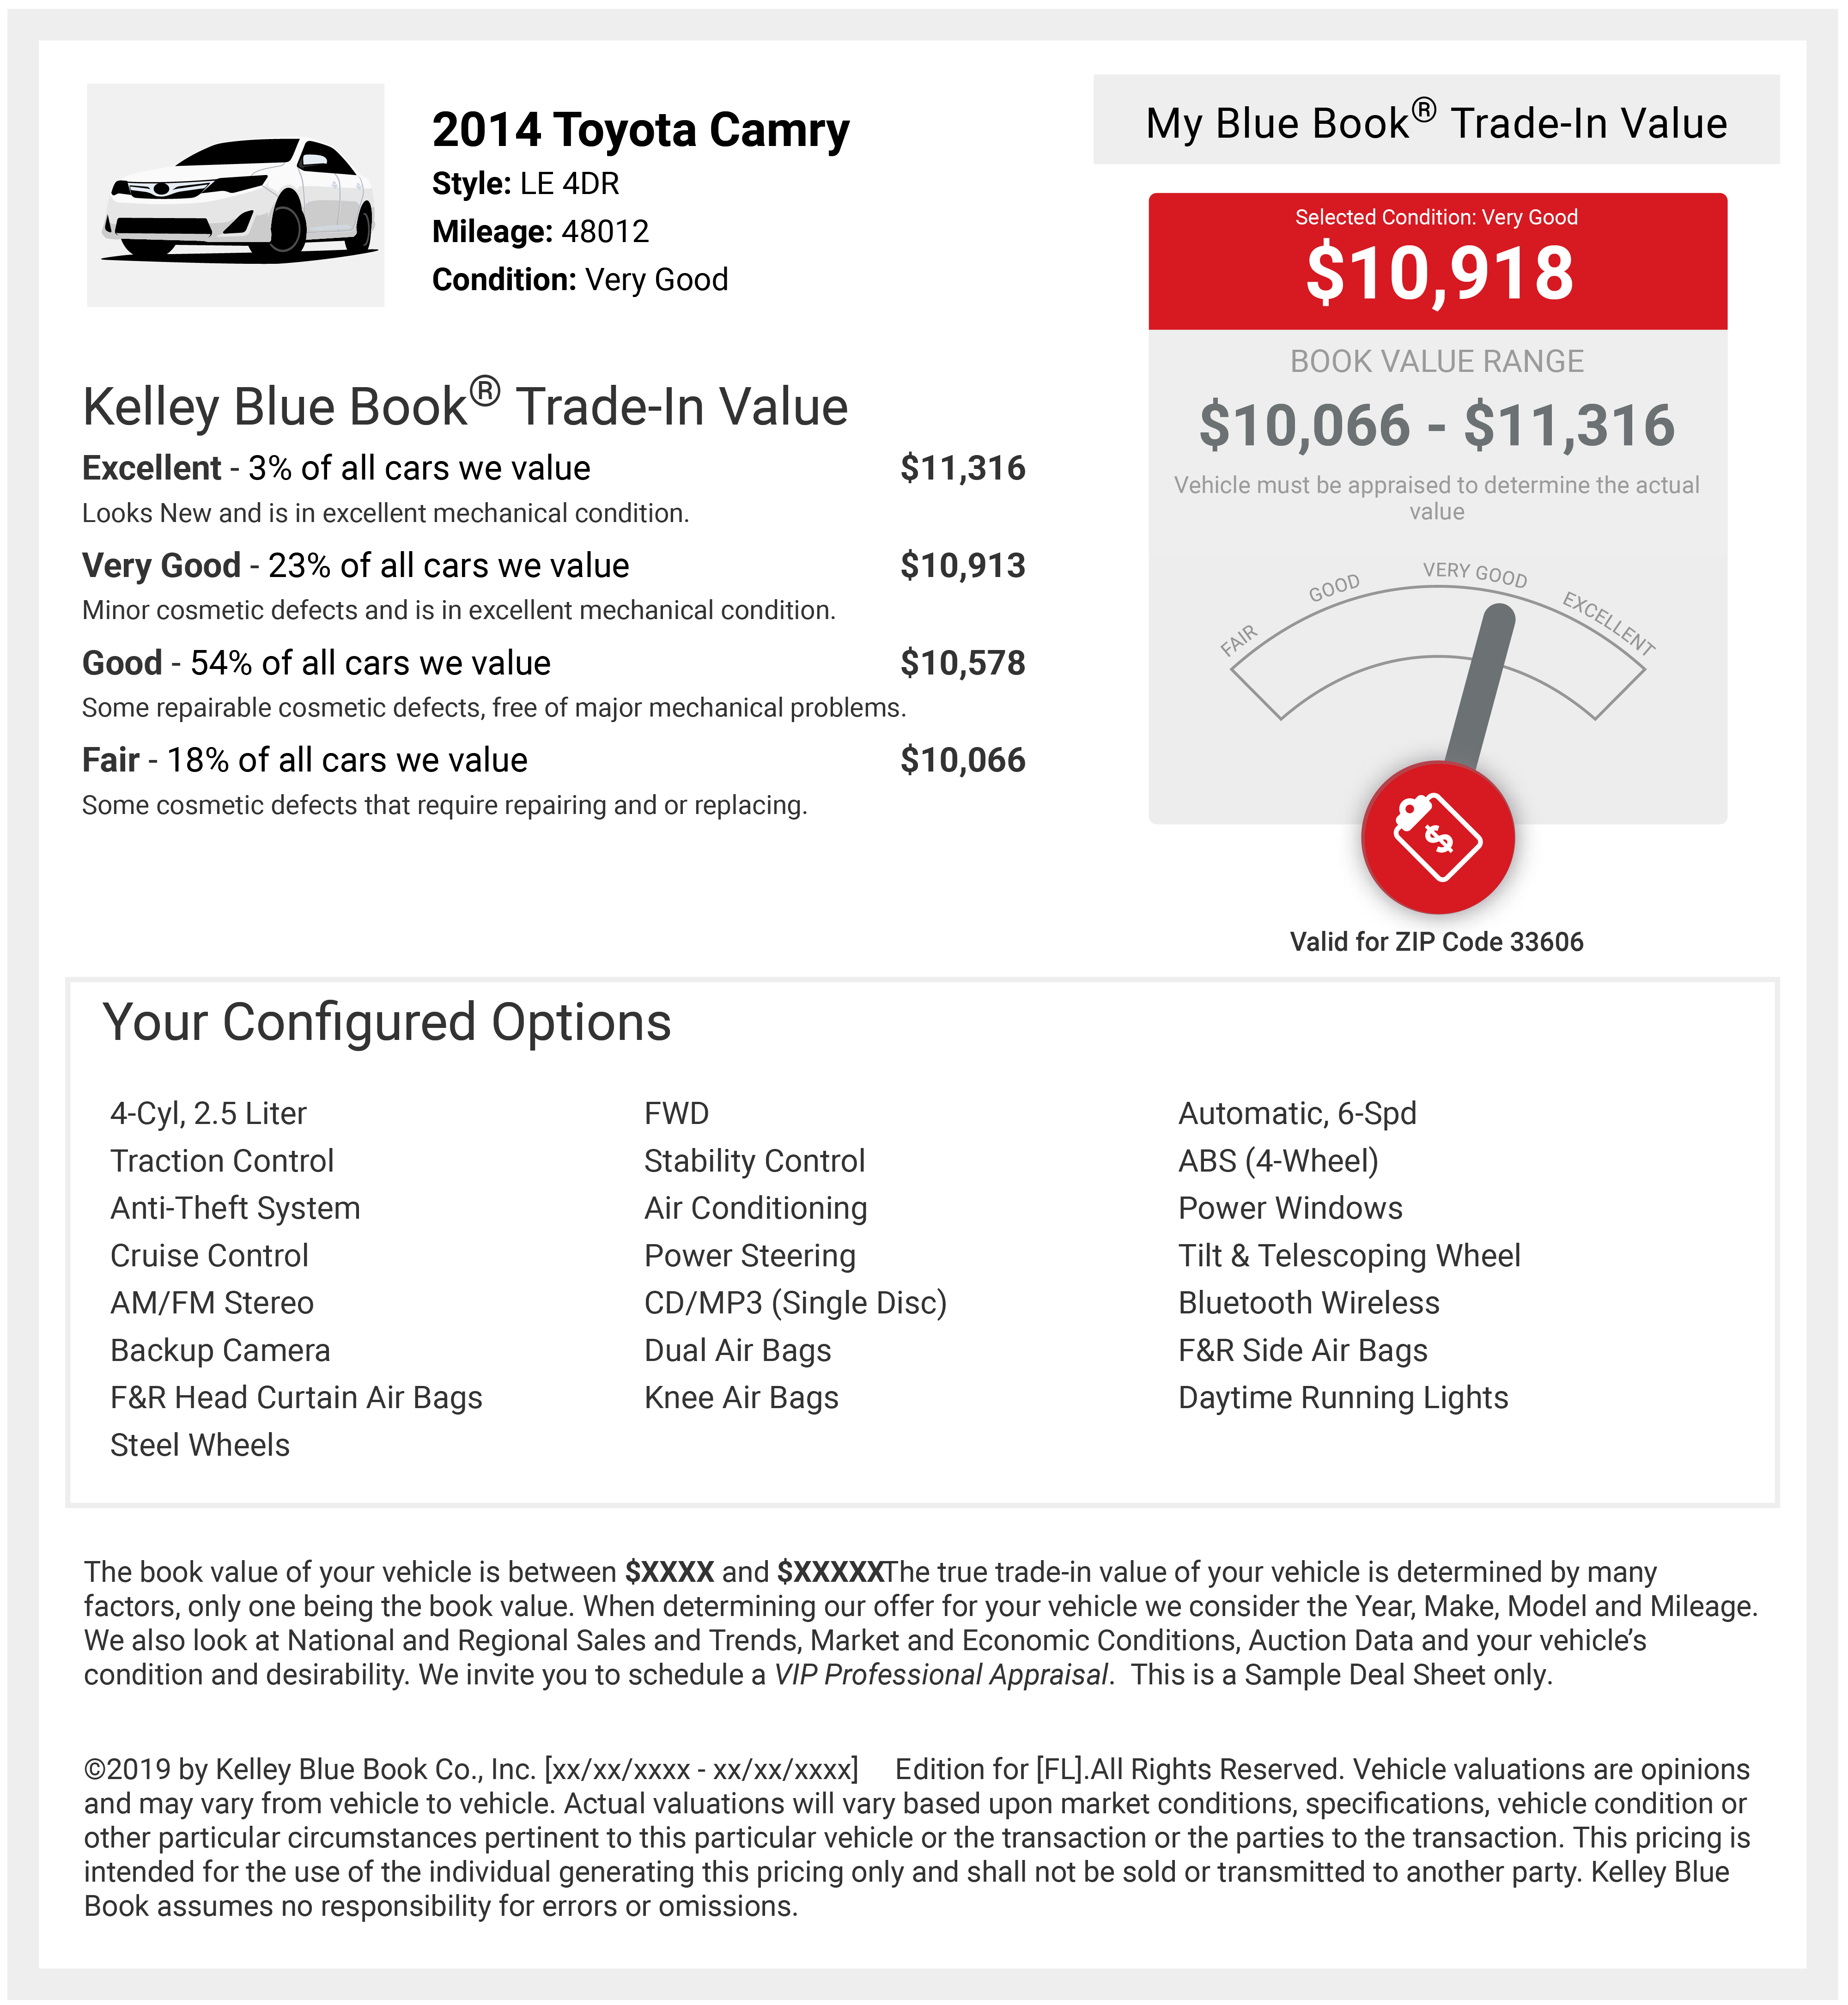 2014 Toyota Camry
Style: LE 4DR
Mileage: 48012
Condition: Very Good
My Blue Book® Trade-In Value
Selected Condition: Very Good
$10,918
BOOK VALUE RANGE
$10,066 - $11,316
Vehicle must be appraised to determine the actual
value
FAIR
GOOD
VERY GOOD
EXCELLENT
$
Valid for ZIP Code 33606
Kelley Blue Book® Trade-In Value
Excellent - 3% of all cars we value $11,316
Looks New and is in excellent mechanical condition.
Very Good - 23% of all cars we value $10,913
Minor cosmetic defects and is in excellent mechanical condition.
Good - 54% of all cars we value $10,578
Some repairable cosmetic defects, free of major mechanical problems.
Fair - 18% of all cars we value $10,066
Some cosmetic defects that require repairing and or replacing.
Your Configured Options
4-Cyl, 2.5 Liter FWD Automatic, 6-Spd
Traction Control Stability Control ABS (4-Wheel)
Anti-Theft System Air Conditioning Power Windows
Cruise Control Power Steering Tilt & Telescoping Wheel
AM/FM Stereo CD/MP3 (Single Disc) Bluetooth Wireless
Backup Camera Dual Air Bags F&R Side Air Bags
F&R Head Curtain Air Bags Knee Air Bags Daytime Running Lights
Steel Wheels
The book value of your vehicle is between $XXXX and $XXXXXThe true trade-in value of your vehicle is determined by many
factors, only one being the book value. When determining our offer for your vehicle we consider the Year, Make, Model and Mileage.
We also look at National and Regional Sales and Trends, Market and Economic Conditions, Auction Data and your vehicle’s
condition and desirability. We invite you to schedule a VIP Professional Appraisal. This is a Sample Deal Sheet only.
©2019 by Kelley Blue Book Co., Inc. [xx/xx/xxxx - xx/xx/xxxx] Edition for [FL].All Rights Reserved. Vehicle valuations are opinions
and may vary from vehicle to vehicle. Actual valuations will vary based upon market conditions, specifications, vehicle condition or
other particular circumstances pertinent to this particular vehicle or the transaction or the parties to the transaction. This pricing is
intended for the use of the individual generating this pricing only and shall not be sold or transmitted to another party. Kelley Blue
Book assumes no responsibility for errors or omissions.